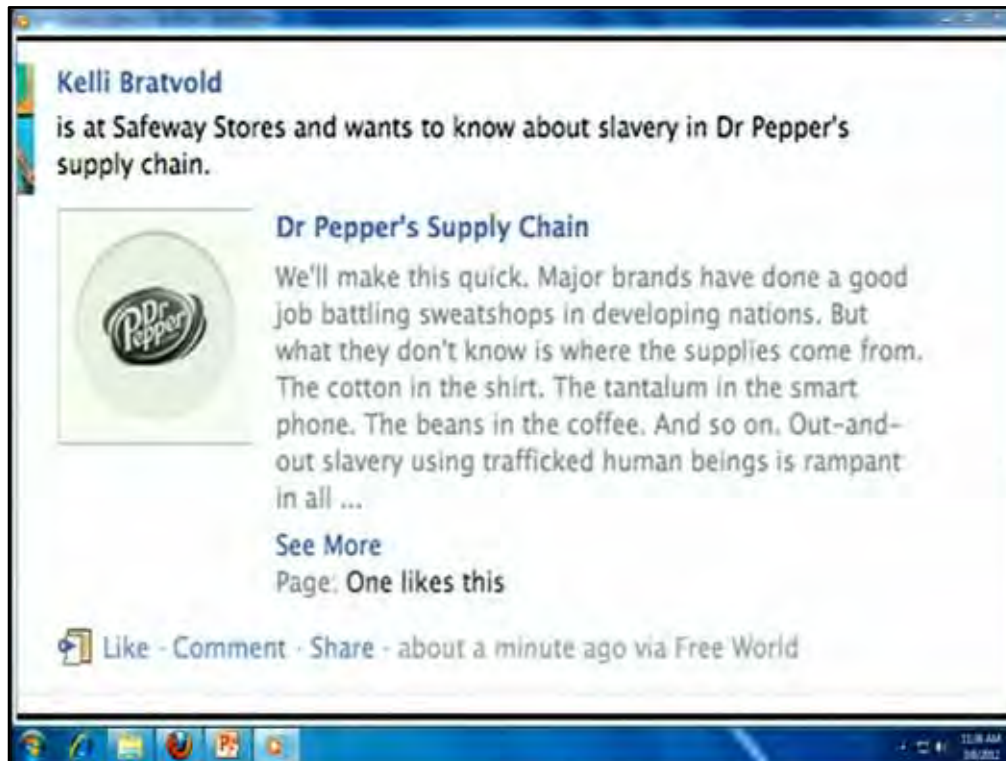 Kelli Bratvold
is at Safeway Stores and wants to know about slavery in Dr Pepper's
supply chain.
Dr Pepper
Dr Pepper's Supply Chain
We'll make this quick. Major brands have done a good
job battling sweatshops in developing nations. But
what they don't know is where the supplies come from.
The cotton in the shirt. The tantalum in the smart
phone. The beans in the coffee. And so on. Out-and-
out slavery using trafficked human beings is rampant
in all ...
See More
Page: One likes this
Like · Comment · Share · about a minute ago via Free World